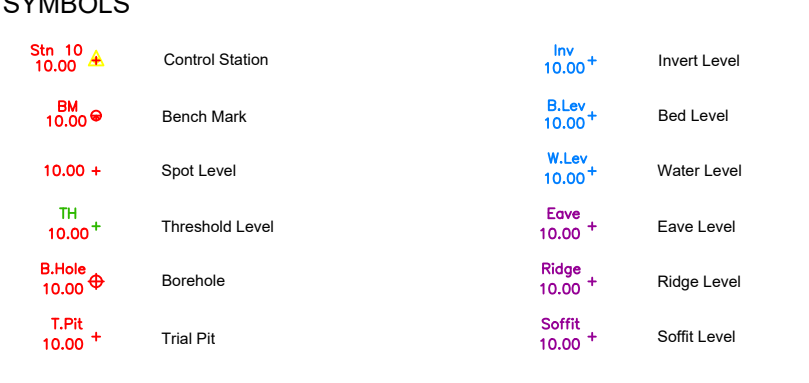 SYMBOLS
Stn 10
10.00
Control Station
BM
10.00
Bench Mark
10.00
Spot Level
TH
10.00
Threshold Level
B.Hole
10.00
Borehole
T.Pit
10.00
Trial Pit
Inv
10.00
Invert Level
B.Lev
10.00
Bed Level
W.Lev
10.00
Water Level
Eave
10.00
Eave Level
Ridge
10.00
Ridge Level
Soffit
10.00
Soffit Level